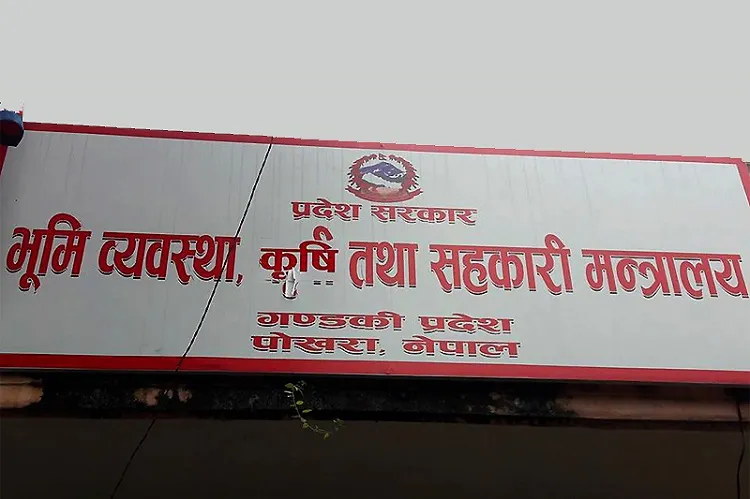 प्रदेश सरकार
भूमि व्यवस्था, कृषि तथा सहकारी मन्त्रालय
गण्डकी प्रदेश
पोखरा, नेपाल